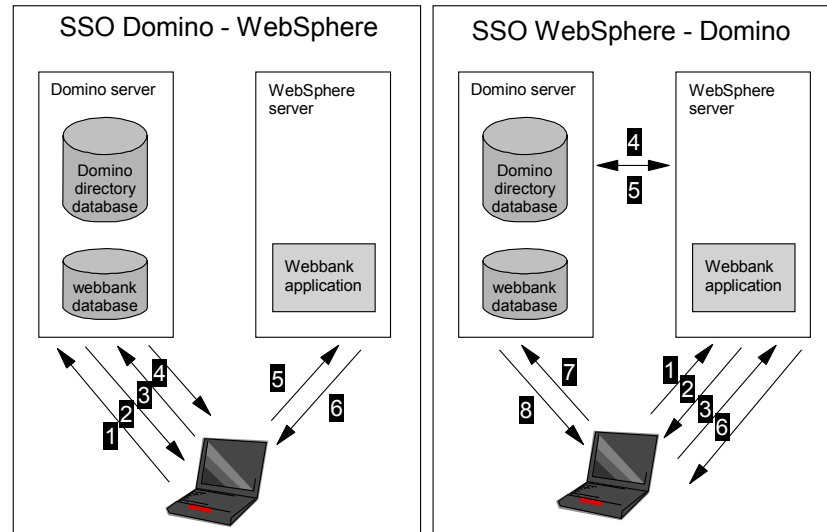 SSO Domino - WebSphere
Domino server
Domino
directory
database
webbank
database
WebSphere
server
Webbank
application
1
2
3
4
5
6
SSO WebSphere - Domino
Domino server
Domino
directory
database
webbank
database
4
5
WebSphere
server
Webbank
application
7
8
1
2
3
6